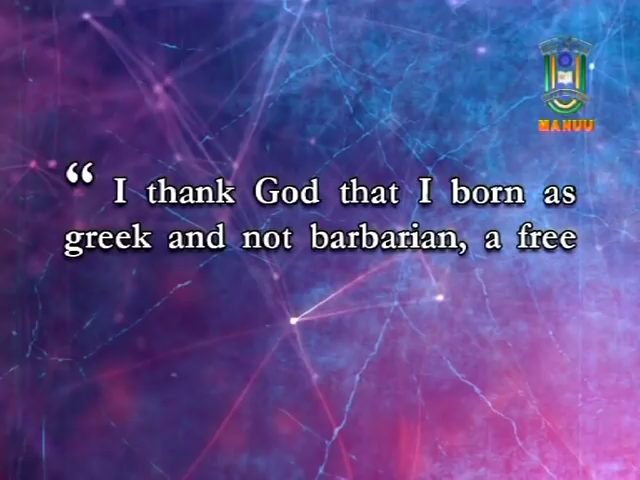 MANUU
“ I thank God that I born as
greek and not barbarian, a free